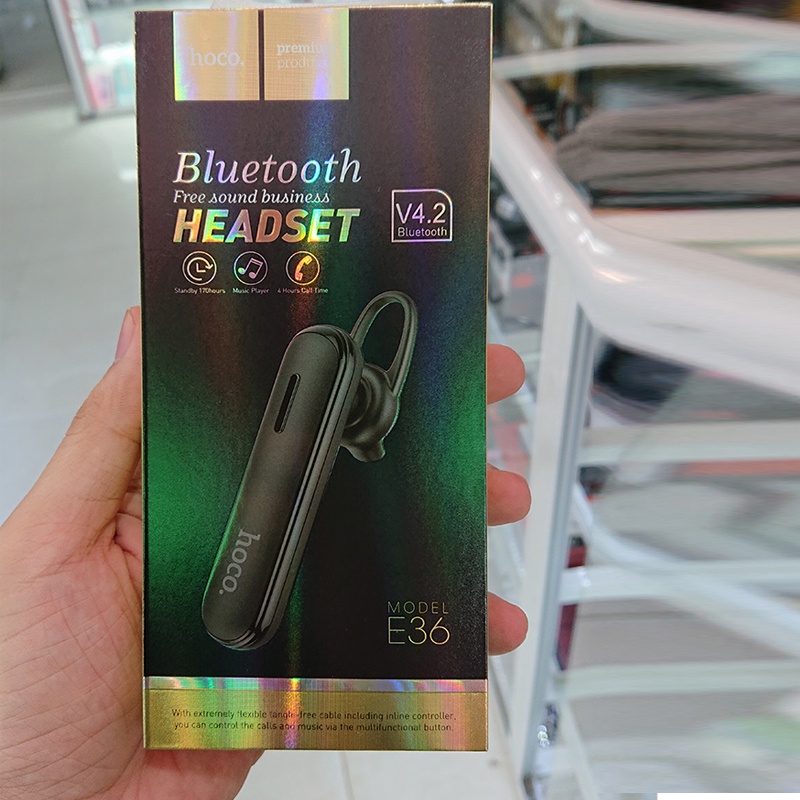 hoco.
premium
product
Bluetooth
Free sound business
HEADSET
V4.2
Bluetooth
Standby 170hours
Music Player
4 Hours Call Time
hoco.
MODEL
E36
With extremely flexible tangle-free cable including inline controller,
you can control the calls and music via the multifunctional button.